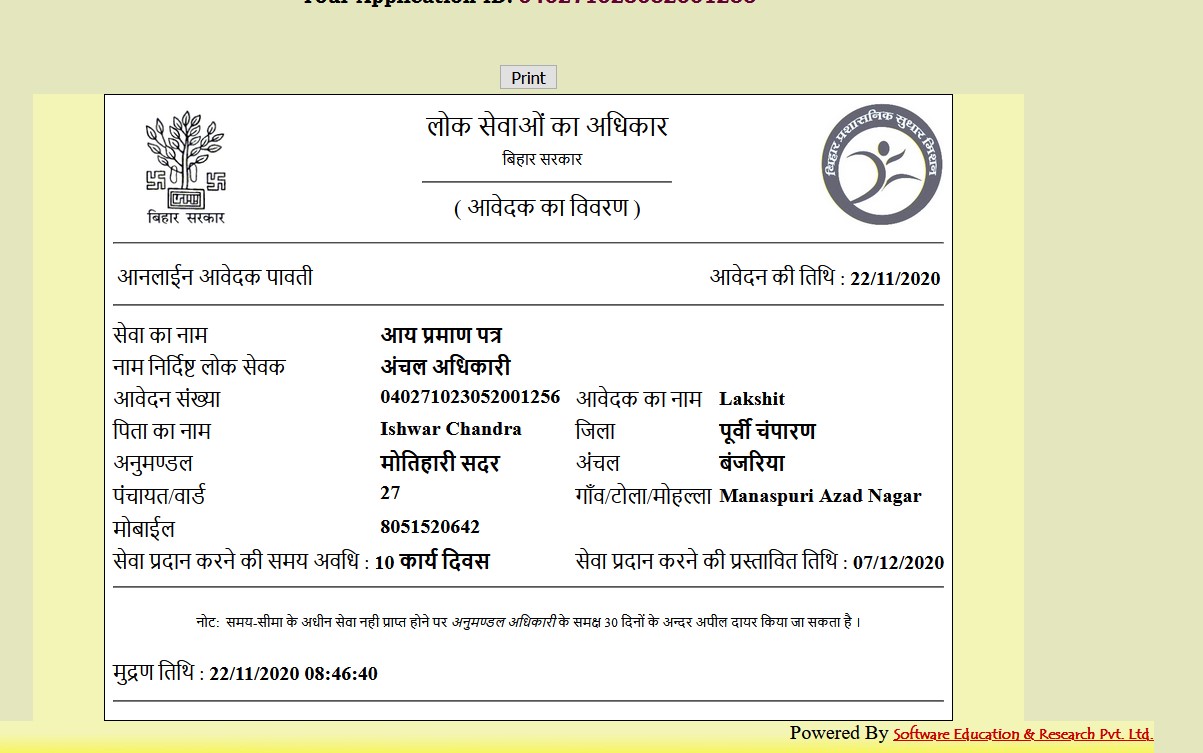 Your Application ID: 040271023052001256
Print
लोक सेवाओं का अधिकार
बिहार सरकार
( आवेदक का विवरण )
बिहार सरकार
बिहार प्रशासनिक सुधार मिशन
आनलाईन आवेदक पावती
आवेदन की तिथि : 22/11/2020
सेवा का नाम आय प्रमाण पत्र
नाम निर्दिष्ट लोक सेवक अंचल अधिकारी
आवेदन संख्या 040271023052001256 आवेदक का नाम Lakshit
पिता का नाम Ishwar Chandra जिला पूर्वी चंपारण
अनुमण्डल मोतिहारी सदर अंचल बंजरिया
पंचायत/वार्ड 27 गाँव/टोला/मोहल्ला Manaspuri Azad Nagar
मोबाईल 8051520642
सेवा प्रदान करने की समय अवधि : 10 कार्य दिवस सेवा प्रदान करने की प्रस्तावित तिथि : 07/12/2020
नोट: समय-सीमा के अधीन सेवा नही प्राप्त होने पर अनुमण्डल अधिकारी के समक्ष 30 दिनों के अन्दर अपील दायर किया जा सकता है ।
मुद्रण तिथि : 22/11/2020 08:46:40
Powered By Software Education & Research Pvt. Ltd.